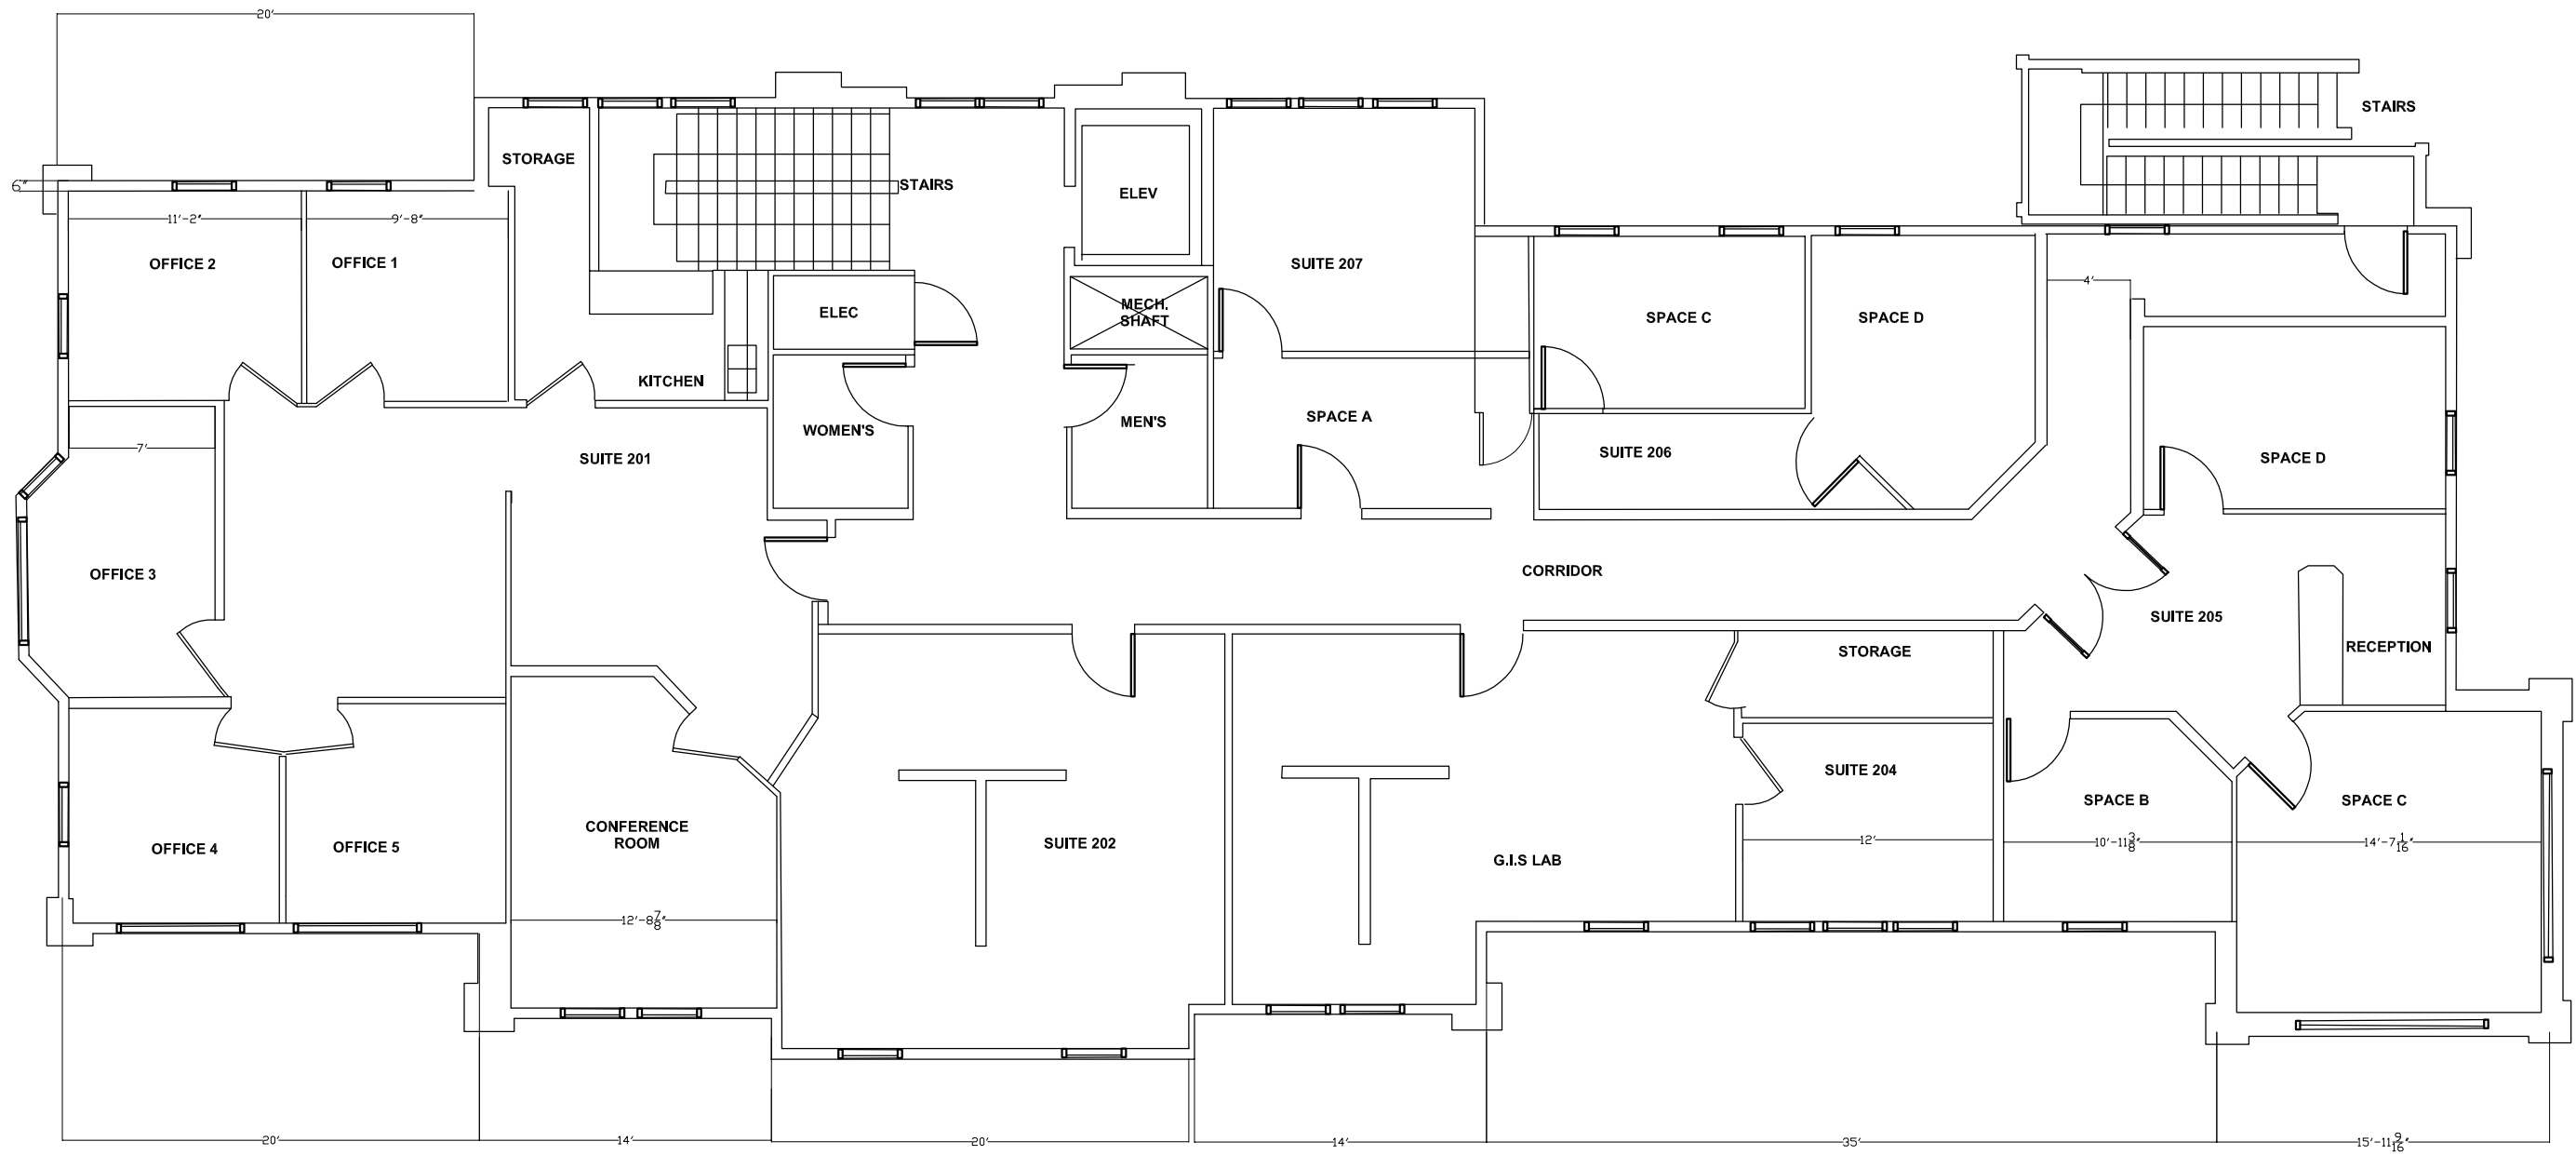 20'
STAIRS
STORAGE
STAIRS
ELEV
6"
11'-2"
9'-8"
OFFICE 2
OFFICE 1
SUITE 207
4'
ELEC
MECH.
SHAFT
SPACE C
SPACE D
KITCHEN
WOMEN'S
MEN'S
SPACE A
7'
SUITE 201
SUITE 206
SPACE D
OFFICE 3
CORRIDOR
SUITE 205
STORAGE
RECEPTION
SUITE 204
CONFERENCE
ROOM
SPACE B
SPACE C
OFFICE 4
OFFICE 5
SUITE 202
12'
10'-11 3/8"
14'-7 1/16"
G.I.S LAB
12'-8 7/8"
20'
14'
20'
14'
35'
15'-11 9/16"